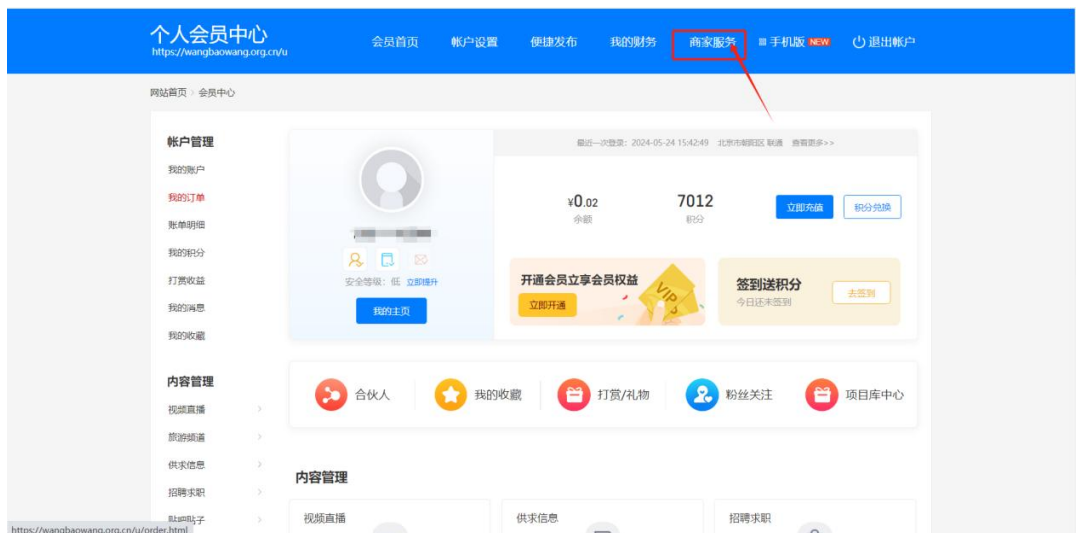 个人会员中心
https://wangbaowang.org.cn/u
会员首页 帐户设置 便捷发布 我的财务 商家服务 手机版 NEW 退出帐户
网站首页 > 会员中心
帐户管理
我的账户
我的订单
账单明细
我的积分
打赏收益
我的消息
我的收藏
内容管理
视频直播
旅游频道
供求信息
招聘求职
贴吧贴子
最近一次登录：2024-05-24 15:42:49 北京市朝阳区 联通 查看更多>>
安全等级：低 立即提升
我的主页
¥0.02
余额
7012
积分
立即充值
积分兑换
开通会员立享会员权益
立即开通
VIP
签到送积分
今日还未签到
去签到
合伙人
我的收藏
打赏/礼物
粉丝关注
项目库中心
内容管理
视频直播
供求信息
招聘求职
https://wangbaowang.org.cn/u/order.html